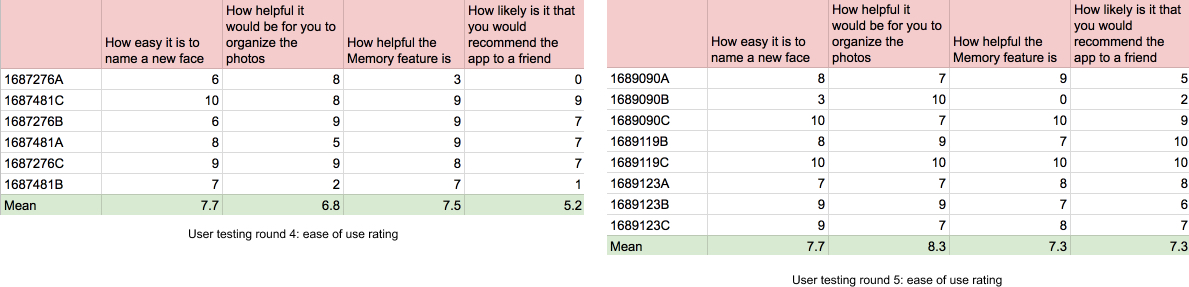 How easy it is to name a new face | How helpful it would be for you to organize the photos | How helpful the Memory feature is | How likely is it that you would recommend the app to a friend
1687276A 6 8 3 0
1687481C 10 8 9 9
1687276B 6 9 9 7
1687481A 8 5 9 7
1687276C 9 9 8 7
1687481B 7 2 7 1
Mean 7.7 6.8 7.5 5.2
User testing round 4: ease of use rating
How easy it is to name a new face | How helpful it would be for you to organize the photos | How helpful the Memory feature is | How likely is it that you would recommend the app to a friend
1689090A 8 7 9 5
1689090B 3 10 0 2
1689090C 10 7 10 9
1689119B 8 9 7 10
1689119C 10 10 10 10
1689123A 7 7 8 8
1689123B 9 9 7 6
1689123C 9 7 8 7
Mean 7.7 8.3 7.3 7.3
User testing round 5: ease of use rating